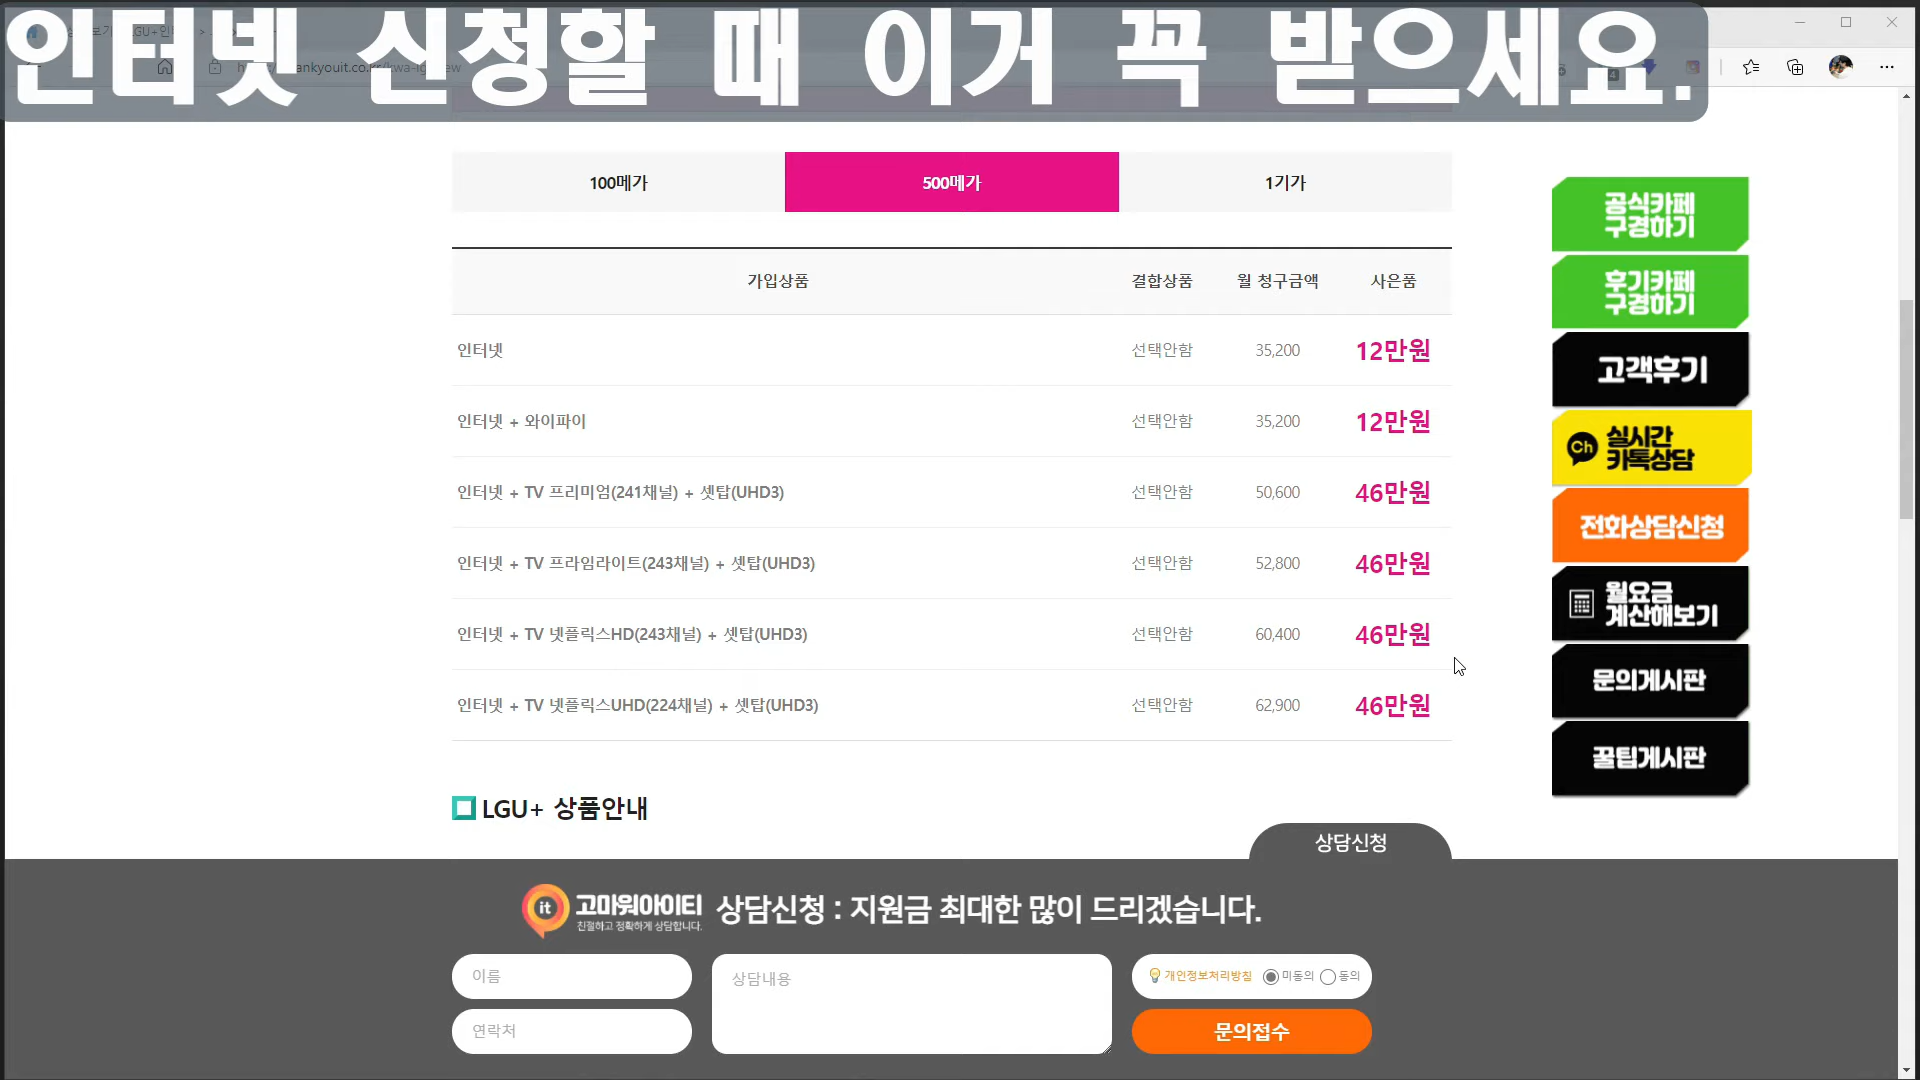 인터넷 신청할 때 이거 꼭 받으세요.
100메가 500메가 1기가
가입상품 결합상품 월 청구금액 사은품
인터넷 선택안함 35,200 12만원
인터넷 + 와이파이 선택안함 35,200 12만원
인터넷 + TV 프리미엄(241채널) + 셋탑(UHD3) 선택안함 50,600 46만원
인터넷 + TV 프라임라이트(243채널) + 셋탑(UHD3) 선택안함 52,800 46만원
인터넷 + TV 넷플릭스HD(243채널) + 셋탑(UHD3) 선택안함 60,400 46만원
인터넷 + TV 넷플릭스UHD(224채널) + 셋탑(UHD3) 선택안함 62,900 46만원
LGU+ 상품안내
공식카페
구경하기
후기카페
구경하기
고객후기
Ch 실시간
카톡상담
전화상담신청
월요금
계산해보기
문의게시판
꿀팁게시판
상담신청
it 고마워아이티
친절하고 정확하게 상담합니다.
상담신청 : 지원금 최대한 많이 드리겠습니다.
이름
연락처
상담내용
개인정보처리방침 미동의 동의
문의접수